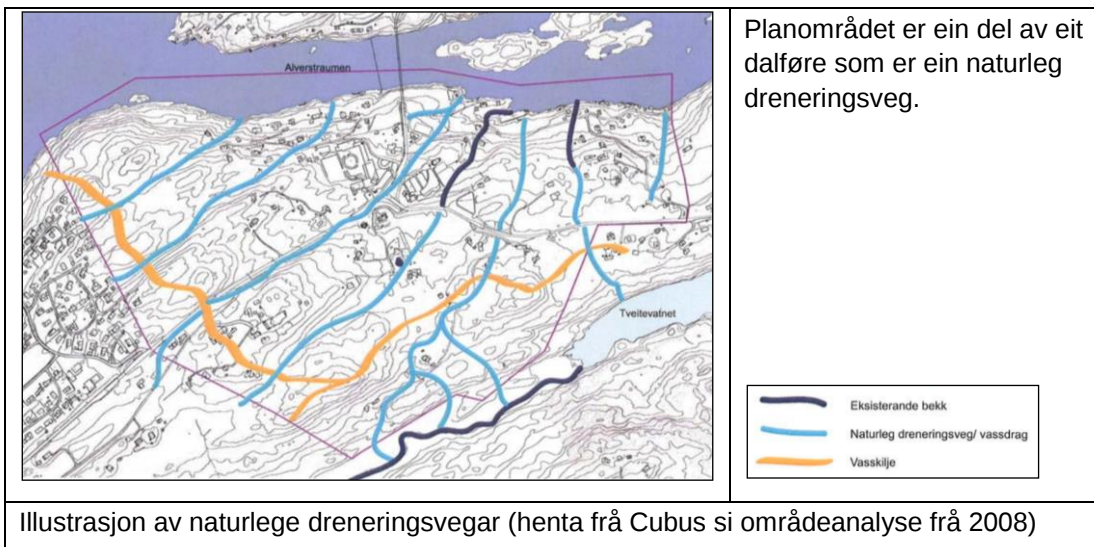 Alverstraumen
Tveitevatnet
Planområdet er ein del av eit
dalføre som er ein naturleg
dreneringsveg.
Eksisterande bekk
Naturleg dreneringsveg/ vassdrag
Vasskilje
Illustrasjon av naturlege dreneringsvegar (henta frå Cubus si områdeanalyse frå 2008)